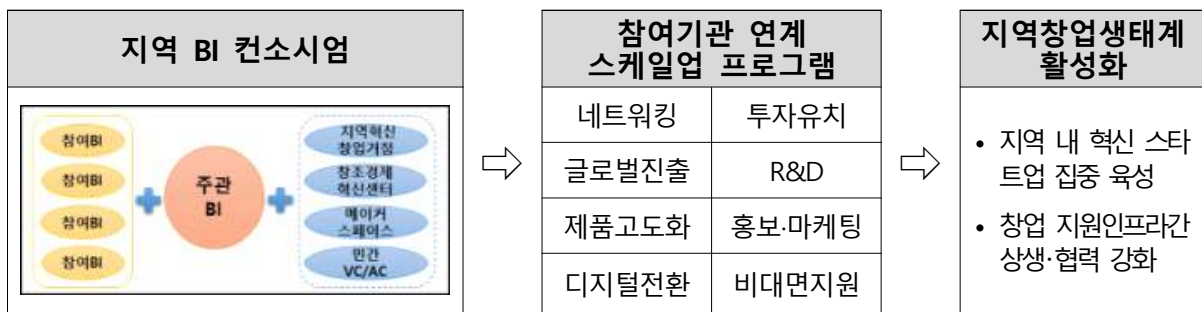 지역 BI 컨소시엄
참여BI
참여BI
참여BI
참여BI
주관
BI
지역혁신
창업거점
창조경제
혁신센터
메이커
스페이스
민간
VC/AC
참여기관 연계
스케일업 프로그램
네트워킹 투자유치
글로벌진출 R&D
제품고도화 홍보·마케팅
디지털전환 비대면지원
지역창업생태계
활성화
• 지역 내 혁신 스타
트업 집중 육성
• 창업 지원인프라간
상생·협력 강화